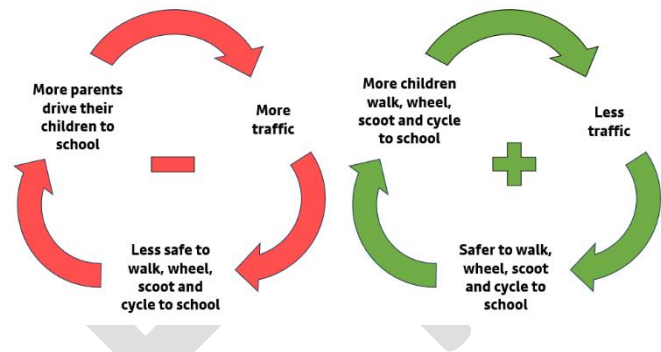 More parents
drive their
children to
school
More
traffic
Less safe to
walk, wheel,
scoot and
cycle to school
More children
walk, wheel,
scoot and cycle
to school
Less
traffic
Safer to walk,
wheel, scoot
and cycle to
school